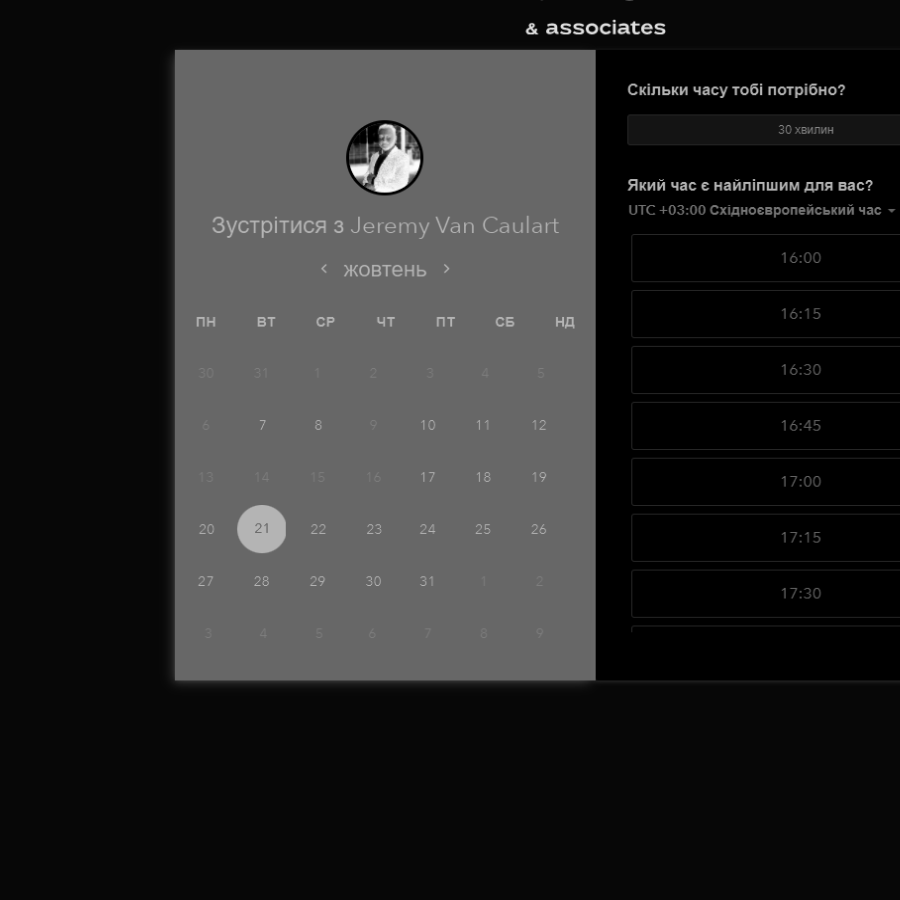 & associates
Зустрітися з Jeremy Van Caulart
жовтень
ПН ВТ СР ЧТ ПТ СБ НД
30 31 1 2 3 4 5
6 7 8 9 10 11 12
13 14 15 16 17 18 19
20 21 22 23 24 25 26
27 28 29 30 31 1 2
3 4 5 6 7 8 9
Скільки часу тобі потрібно?
30 хвилин
Який час є найліпшим для вас?
UTC +03:00 Східноєвропейський час
16:00
16:15
16:30
16:45
17:00
17:15
17:30